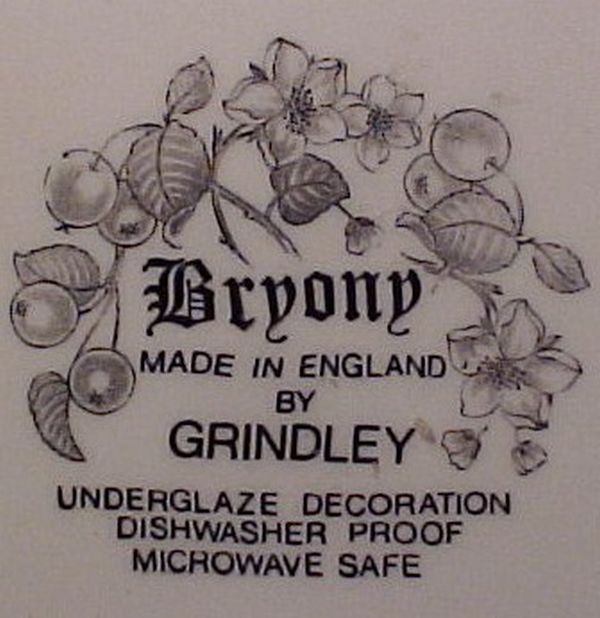 Bryony
MADE IN ENGLAND
BY
GRINDLEY
UNDERGLAZE DECORATION
DISHWASHER PROOF
MICROWAVE SAFE